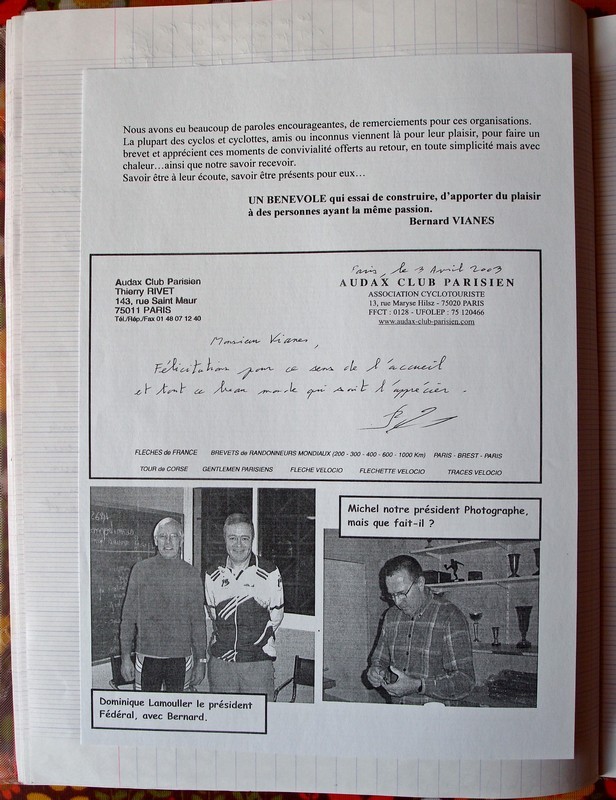 Nous avons eu beaucoup de paroles encourageantes, de remerciements pour ces organisations.
La plupart des cyclos et cyclottes, amis ou inconnus viennent là pour leur plaisir, pour faire un
brevet et apprécient ces moments de convivialité offerts au retour, en toute simplicité mais avec
chaleur…ainsi que notre savoir recevoir.
Savoir être à leur écoute, savoir être présents pour eux…
UN BENEVOLE qui essai de construire, d'apporter du plaisir
à des personnes ayant la même passion.
Bernard VIANES
Paris, le 3 Avril 2003
Audax Club Parisien
Thierry RIVET
143, rue Saint Maur
75011 PARIS
Tél./Rép./Fax 01 48 07 12 40
AUDAX CLUB PARISIEN
ASSOCIATION CYCLOTOURISTE
13, rue Maryse Hilsz - 75020 PARIS
FFCT : 0128 - UFOLEP : 75 120466
www.audax-club-parisien.com
Monsieur Vianes,
Félicitations pour ce sens de l'accueil
et tout ce beau monde qui sait l'apprécier.
FLECHES de FRANCE BREVETS de RANDONNEURS MONDIAUX (200 - 300 - 400 - 600 - 1000 Km) PARIS - BREST - PARIS
TOUR de CORSE GENTLEMEN PARISIENS FLECHE VELOCIO FLECHETTE VELOCIO TRACES VELOCIO
Michel notre président Photographe,
mais que fait-il ?
Dominique Lamouller le président
Fédéral, avec Bernard.